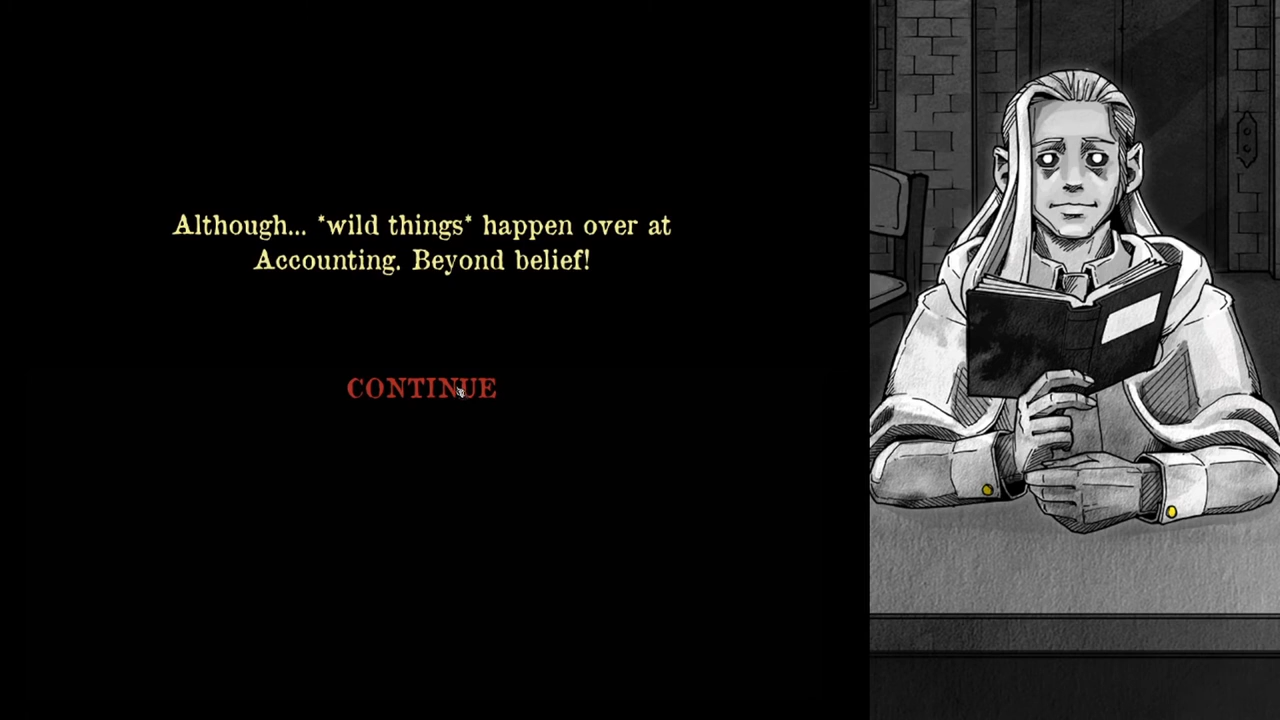 Although... *wild things* happen over at
Accounting. Beyond belief!
CONTINUE